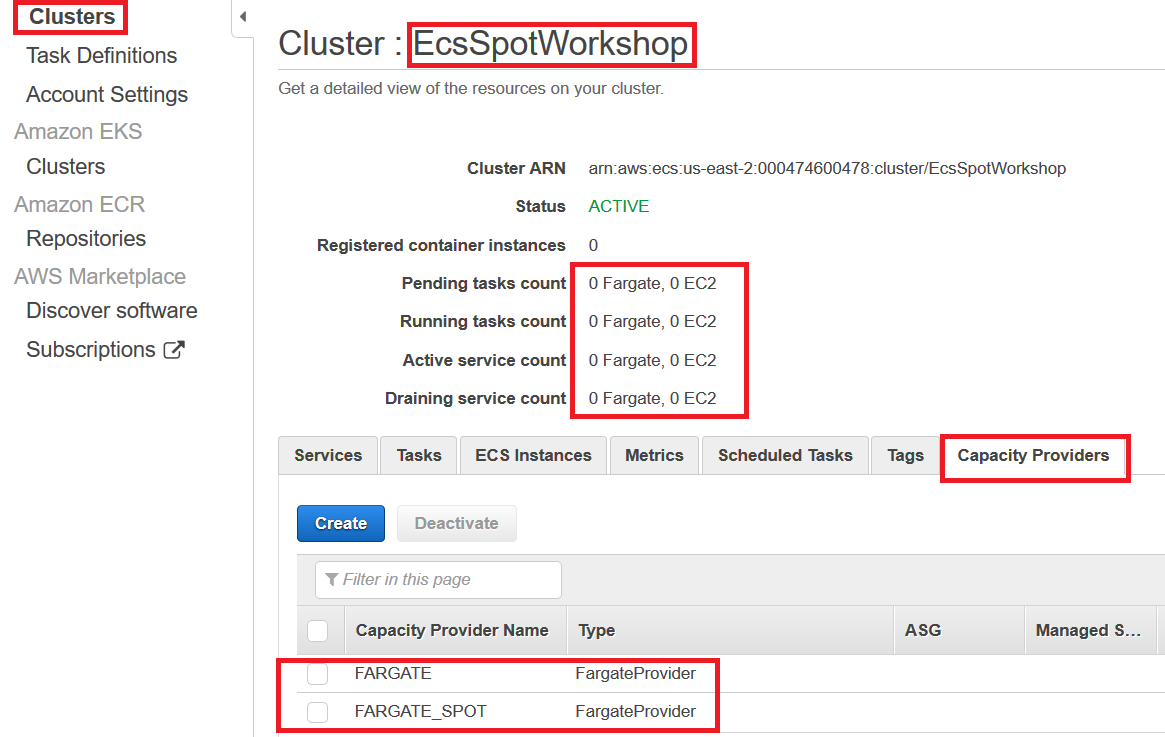 Clusters
Task Definitions
Account Settings
Amazon EKS
Clusters
Amazon ECR
Repositories
AWS Marketplace
Discover software
Subscriptions
Cluster : EcsSpotWorkshop
Get a detailed view of the resources on your cluster.
Cluster ARN arn:aws:ecs:us-east-2:000474600478:cluster/EcsSpotWorkshop
Status ACTIVE
Registered container instances 0
Pending tasks count 0 Fargate, 0 EC2
Running tasks count 0 Fargate, 0 EC2
Active service count 0 Fargate, 0 EC2
Draining service count 0 Fargate, 0 EC2
Services Tasks ECS Instances Metrics Scheduled Tasks Tags Capacity Providers
Create Deactivate
Filter in this page
Capacity Provider Name Type ASG Managed S...
FARGATE FargateProvider
FARGATE_SPOT FargateProvider